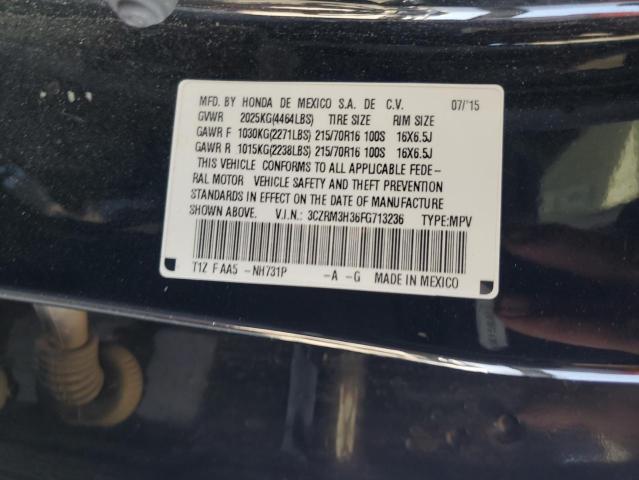 MFD. BY HONDA DE MEXICO S.A. DE C.V. 07/'15
GVWR 2025KG(4464LBS) TIRE SIZE RIM SIZE
GAWR F 1030KG(2271LBS) 215/70R16 100S 16X6.5J
GAWR R 1015KG(2238LBS) 215/70R16 100S 16X6.5J
THIS VEHICLE CONFORMS TO ALL APPLICABLE FEDE-
RAL MOTOR VEHICLE SAFETY AND THEFT PREVENTION
STANDARDS IN EFFECT ON THE DATE OF MANUFACTURE
SHOWN ABOVE. V.I.N.: 3CZRM3H36FG713236 TYPE:MPV
T1Z F AA5 -NH731P -A -G MADE IN MEXICO